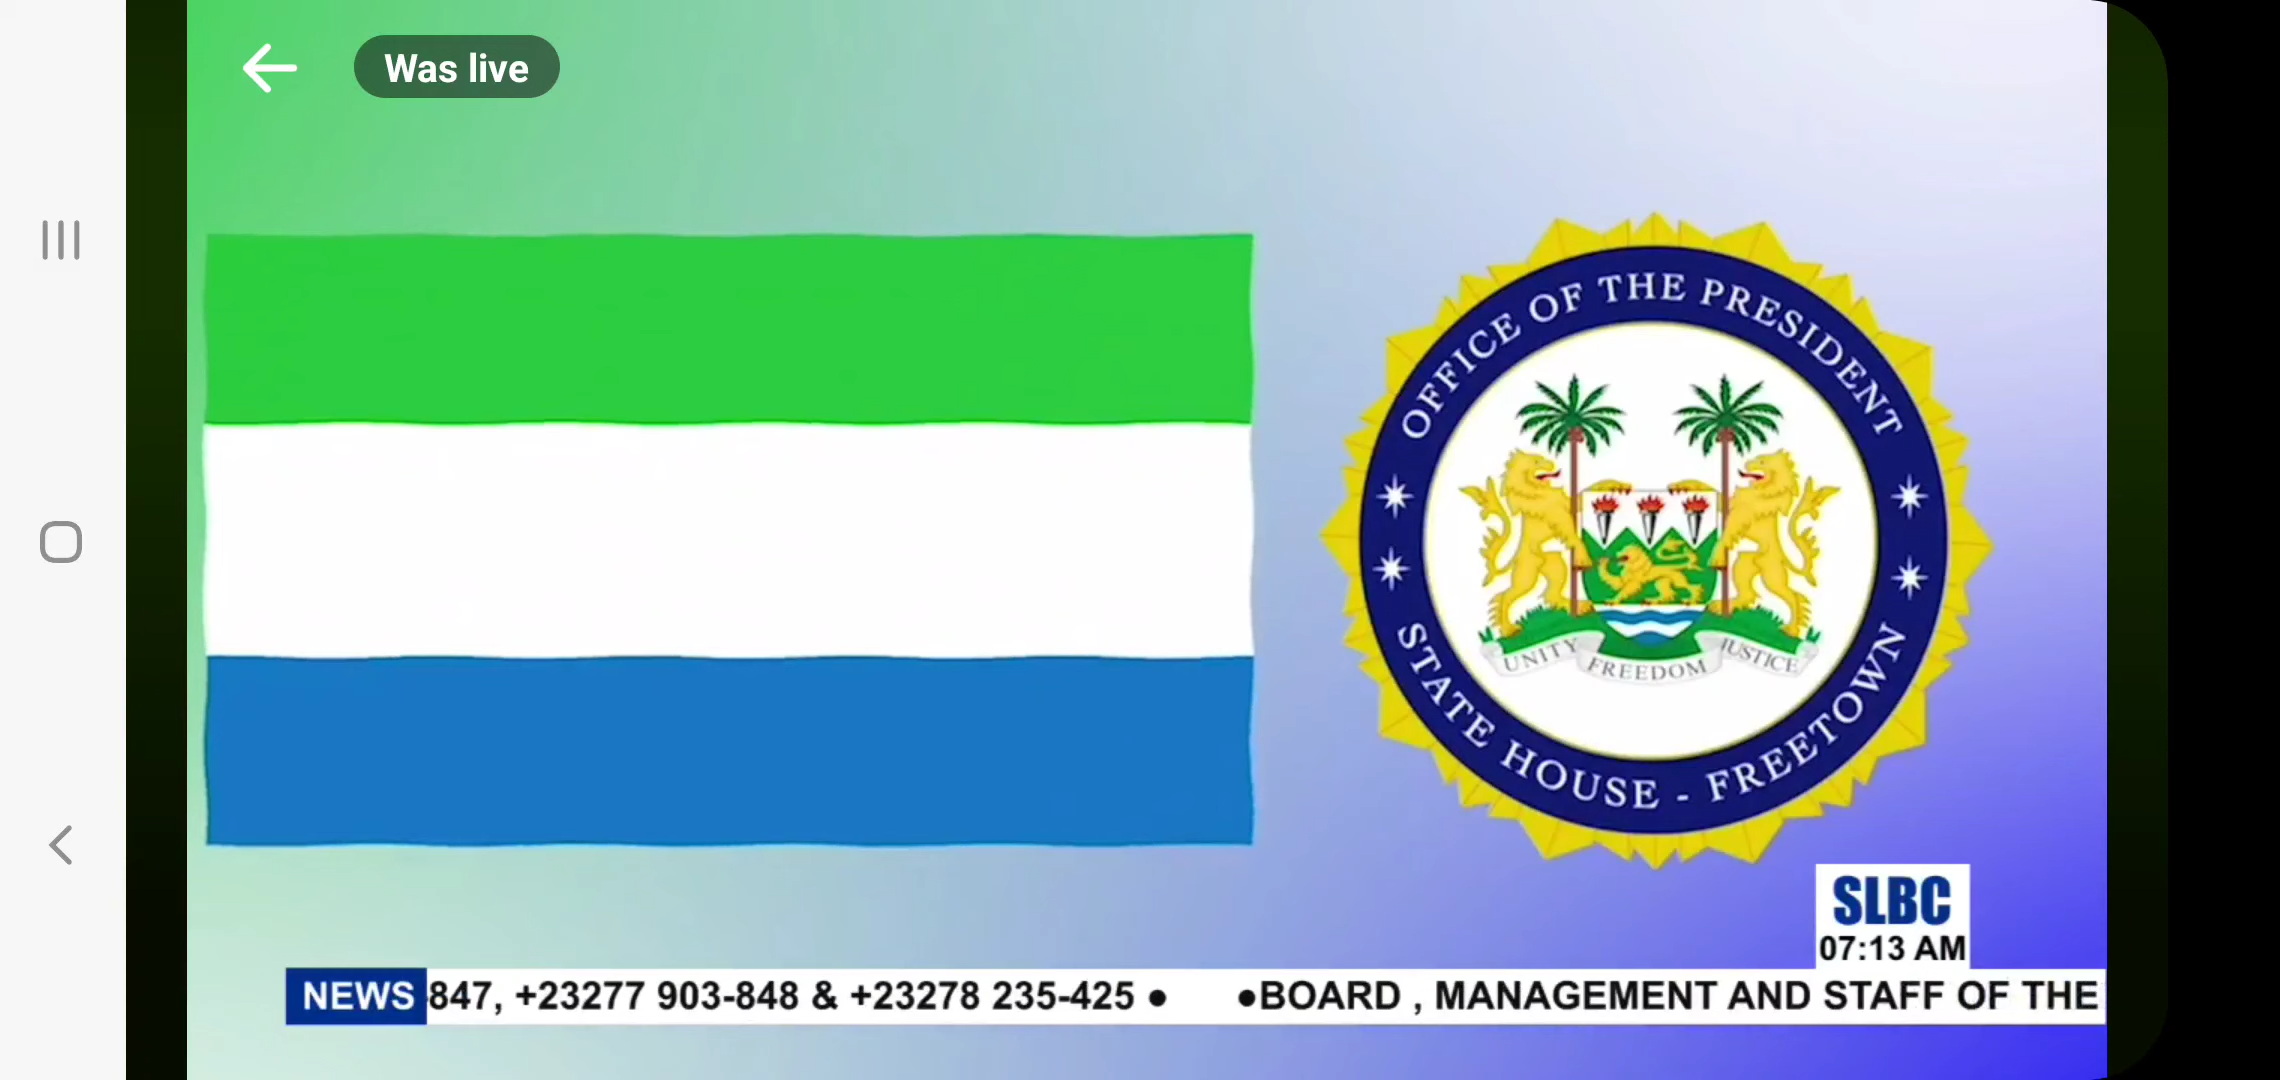 Was live
OFFICE OF THE PRESIDENT
UNITY FREEDOM JUSTICE
STATE HOUSE - FREETOWN
SLBC
07:13 AM
NEWS 847, +23277 903-848 & +23278 235-425 ● ●BOARD , MANAGEMENT AND STAFF OF THE